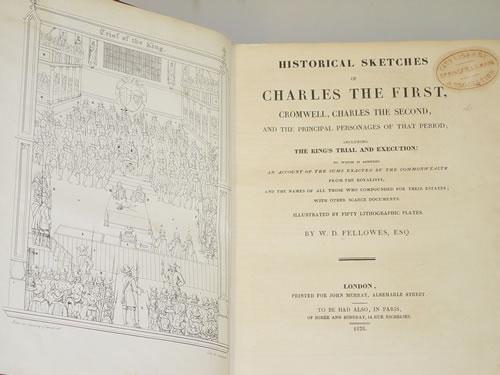 Trial of the King.
HISTORICAL SKETCHES
OF
CHARLES THE FIRST,
CROMWELL, CHARLES THE SECOND,
AND THE PRINCIPAL PERSONAGES OF THAT PERIOD;
INCLUDING
THE KING'S TRIAL AND EXECUTION:
TO WHICH IS ANNEXED
AN ACCOUNT OF THE SUMS EXACTED BY THE COMMONWEALTH
FROM THE ROYALISTS,
AND THE NAMES OF ALL THOSE WHO COMPOUNDED FOR THEIR ESTATES;
WITH OTHER SCARCE DOCUMENTS.
ILLUSTRATED BY FIFTY LITHOGRAPHIC PLATES.
BY W. D. FELLOWES, ESQ.
LONDON,
PRINTED FOR JOHN MURRAY, ALBEMARLE STREET
TO BE HAD ALSO, IN PARIS,
1828.